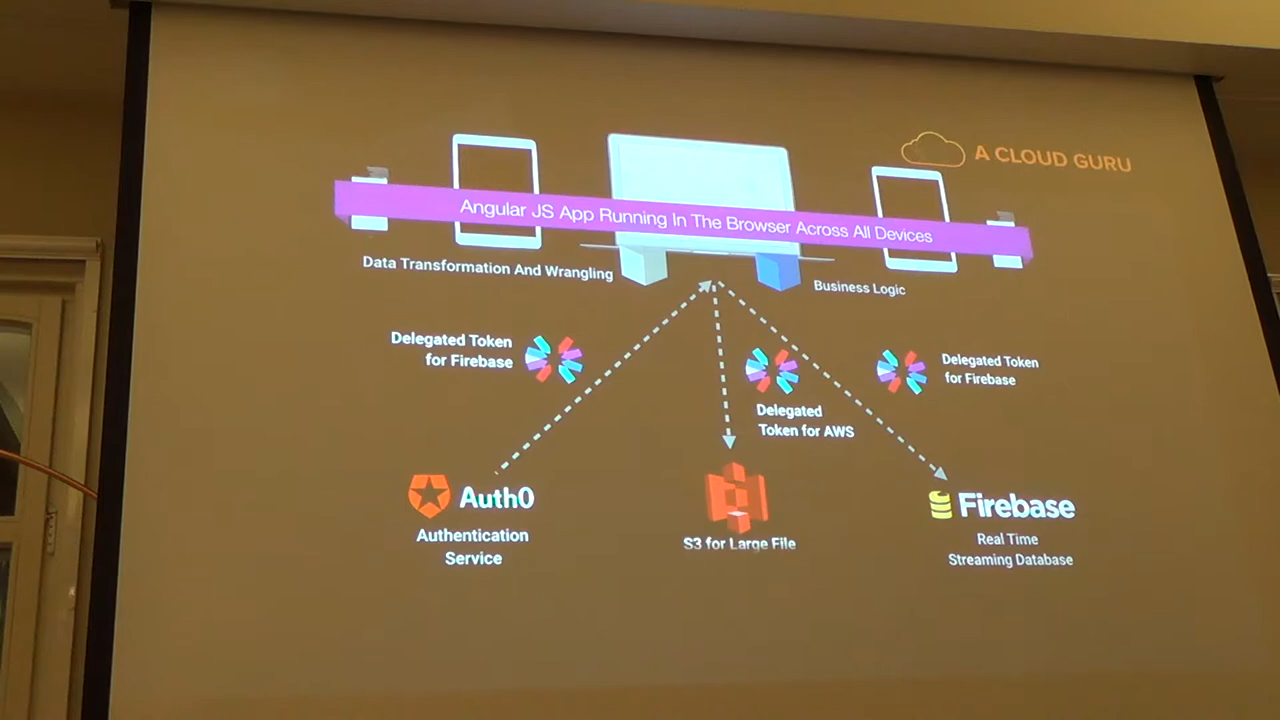 A CLOUD GURU
Angular JS App Running In The Browser Across All Devices
Data Transformation And Wrangling
Business Logic
Delegated Token
for Firebase
Delegated
Token for AWS
Delegated Token
for Firebase
Auth0
Authentication
Service
S3 for Large File
Firebase
Real Time
Streaming Database